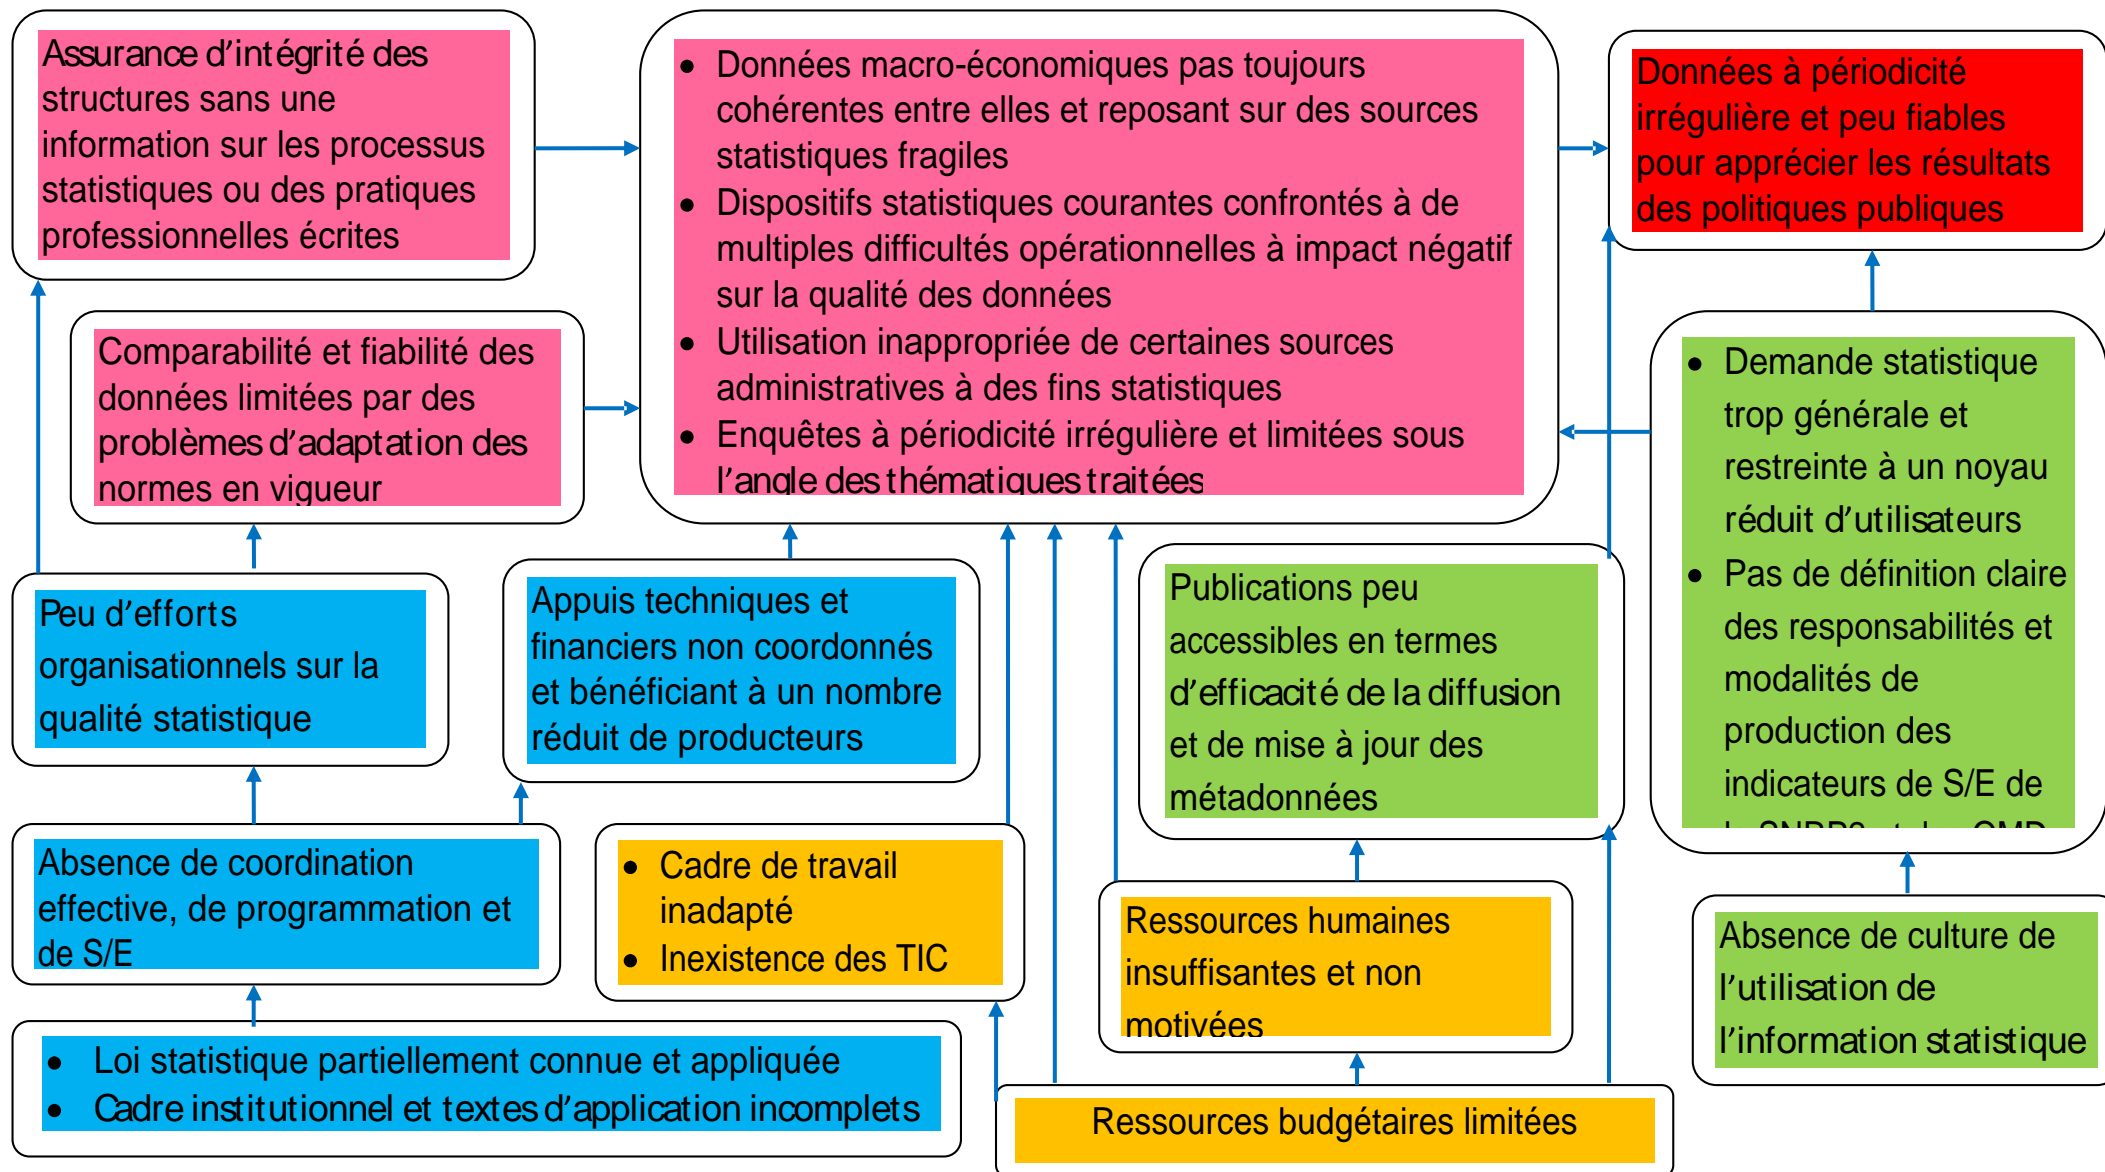 Assurance d'intégrité des
structures sans une
information sur les processus
statistiques ou des pratiques
professionnelles écrites
• Données macro-économiques pas toujours
cohérentes entre elles et reposant sur des sources
statistiques fragiles
• Dispositifs statistiques courantes confrontés à de
multiples difficultés opérationnelles à impact négatif
sur la qualité des données
• Utilisation inappropriée de certaines sources
administratives à des fins statistiques
• Enquêtes à périodicité irrégulière et limitées sous
l'angle des thématiques traitées
Données à périodicité
irrégulière et peu fiables
pour apprécier les résultats
des politiques publiques
Comparabilité et fiabilité des
données limitées par des
problèmes d'adaptation des
normes en vigueur
• Demande statistique
trop générale et
restreinte à un noyau
réduit d'utilisateurs
• Pas de définition claire
des responsabilités et
modalités de
production des
indicateurs de S/E de
Peu d'efforts
organisationnels sur la
qualité statistique
Appuis techniques et
financiers non coordonnés
et bénéficiant à un nombre
réduit de producteurs
Publications peu
accessibles en termes
d'efficacité de la diffusion
et de mise à jour des
métadonnées
Absence de coordination
effective, de programmation et
de S/E
• Cadre de travail
inadapté
• Inexistence des TIC
Ressources humaines
insuffisantes et non
motivées
Absence de culture de
l'utilisation de
l'information statistique
• Loi statistique partiellement connue et appliquée
• Cadre institutionnel et textes d'application incomplets
Ressources budgétaires limitées